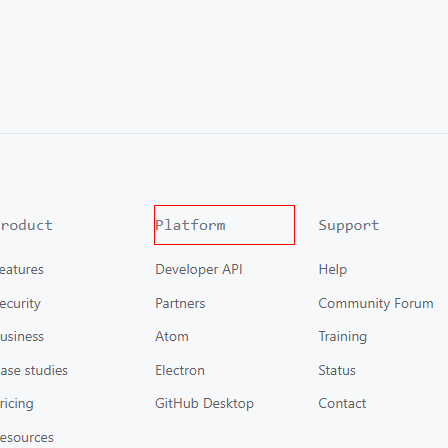 roduct
eatures
ecurity
usiness
ase studies
ricing
esources
Platform
Developer API
Partners
Atom
Electron
GitHub Desktop
Support
Help
Community Forum
Training
Status
Contact